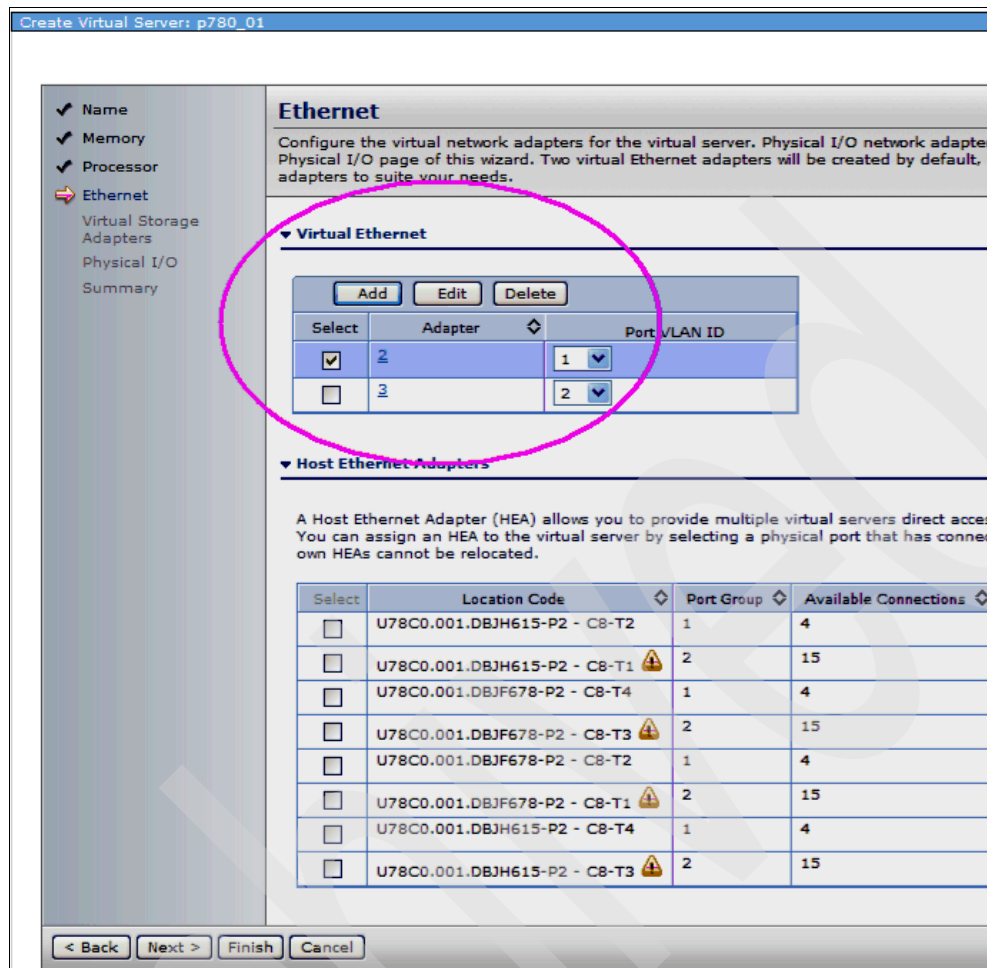 Create Virtual Server: p780_01
Name
Memory
Processor
Ethernet
Virtual Storage
Adapters
Physical I/O
Summary
Ethernet
Configure the virtual network adapters for the virtual server. Physical I/O network adapte
Physical I/O page of this wizard. Two virtual Ethernet adapters will be created by default,
adapters to suite your needs.
Virtual Ethernet
Add Edit Delete
Select Adapter Port VLAN ID
2 1
3 2
Host Ethernet Adapters
A Host Ethernet Adapter (HEA) allows you to provide multiple virtual servers direct acces
You can assign an HEA to the virtual server by selecting a physical port that has connec
own HEAs cannot be relocated.
Select Location Code Port Group Available Connections
U78C0.001.DBJH615-P2 - C8-T2 1 4
U78C0.001.DBJH615-P2 - C8-T1 2 15
U78C0.001.DBJF678-P2 - C8-T4 1 4
U78C0.001.DBJF678-P2 - C8-T3 2 15
U78C0.001.DBJF678-P2 - C8-T2 1 4
U78C0.001.DBJF678-P2 - C8-T1 2 15
U78C0.001.DBJH615-P2 - C8-T4 1 4
U78C0.001.DBJH615-P2 - C8-T3 2 15
< Back Next > Finish Cancel